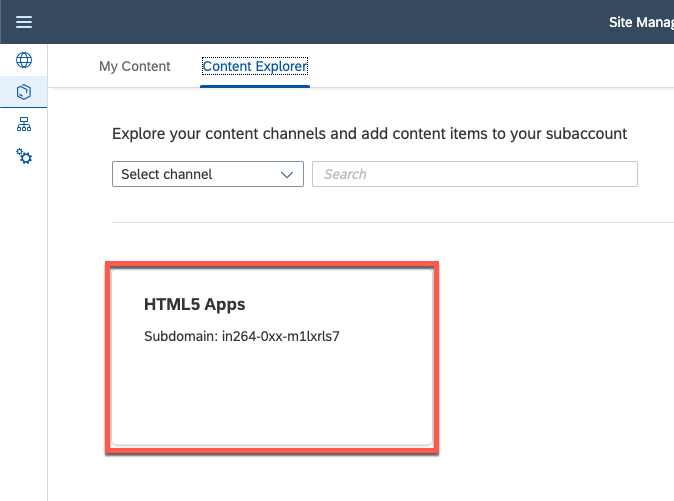 Site Manag
My Content
Content Explorer
Explore your content channels and add content items to your subaccount
Select channel
Search
HTML5 Apps
Subdomain: in264-0xx-m1lxrls7